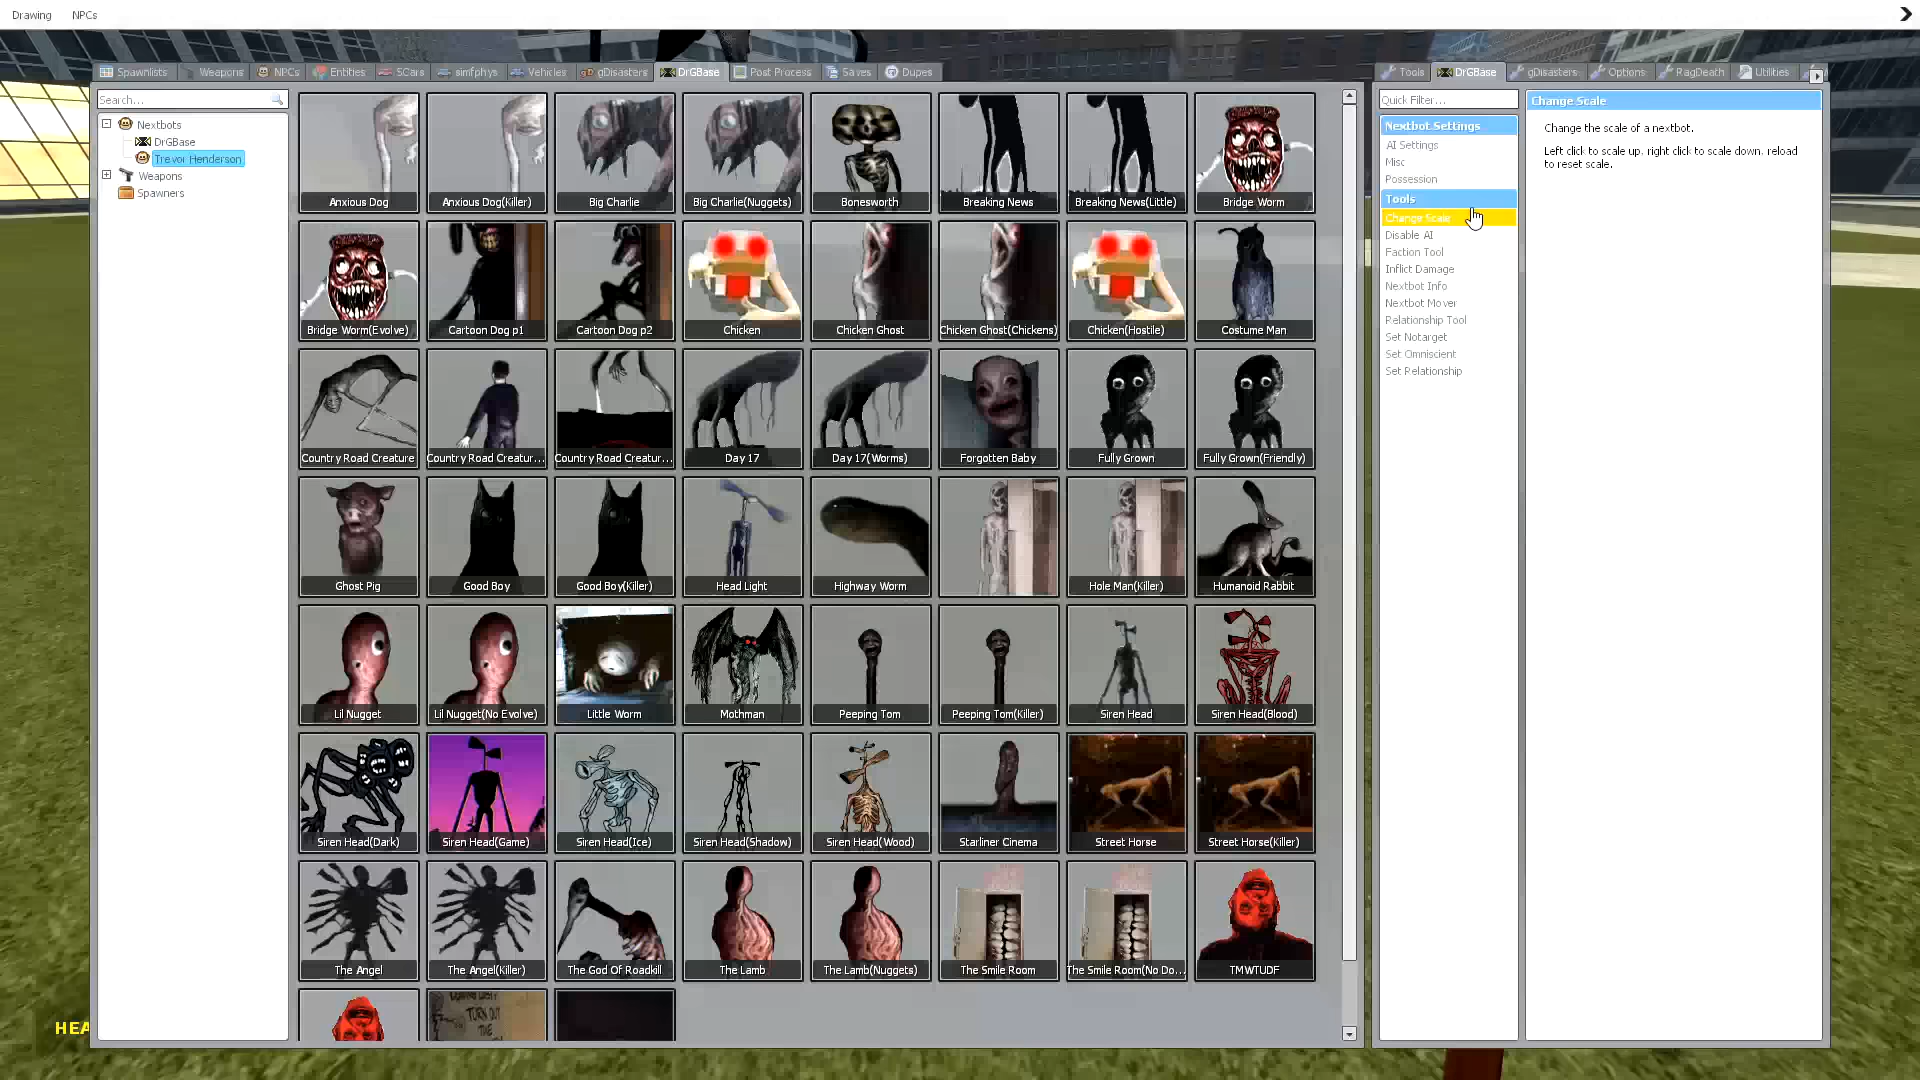 Drawing NPCs
Spawnlists Weapons NPCs Entities SCars simfphys Vehicles gDisasters DrGBase Post Process Saves Dupes
Tools DrGBase gDisasters Options RagDeath Utilities
Search...
Nextbots
DrGBase
Trevor Henderson
Weapons
Spawners
Anxious Dog Anxious Dog(Killer) Big Charlie Big Charlie(Nuggets) Bonesworth Breaking News Breaking News(Little) Bridge Worm
Bridge Worm(Evolve) Cartoon Dog p1 Cartoon Dog p2 Chicken Chicken Ghost Chicken Ghost(Chickens) Chicken(Hostile) Costume Man
Country Road Creature Country Road Creatur... Country Road Creatur... Day 17 Day 17(Worms) Forgotten Baby Fully Grown Fully Grown(Friendly)
Ghost Pig Good Boy Good Boy(Killer) Head Light Highway Worm Hole Man(Killer) Humanoid Rabbit
Lil Nugget Lil Nugget(No Evolve) Little Worm Mothman Peeping Tom Peeping Tom(Killer) Siren Head Siren Head(Blood)
Siren Head(Dark) Siren Head(Game) Siren Head(Ice) Siren Head(Shadow) Siren Head(Wood) Starliner Cinema Street Horse Street Horse(Killer)
The Angel The Angel(Killer) The God Of Roadkill The Lamb The Lamb(Nuggets) The Smile Room The Smile Room(No Do... TMWTUDF
TURN OUT
THE
HEA
Quick Filter...
Nextbot Settings
AI Settings
Misc
Possession
Tools
Change Scale
Disable AI
Faction Tool
Inflict Damage
Nextbot Info
Nextbot Mover
Relationship Tool
Set Notarget
Set Omniscient
Set Relationship
Change Scale
Change the scale of a nextbot.
Left click to scale up, right click to scale down, reload
to reset scale.